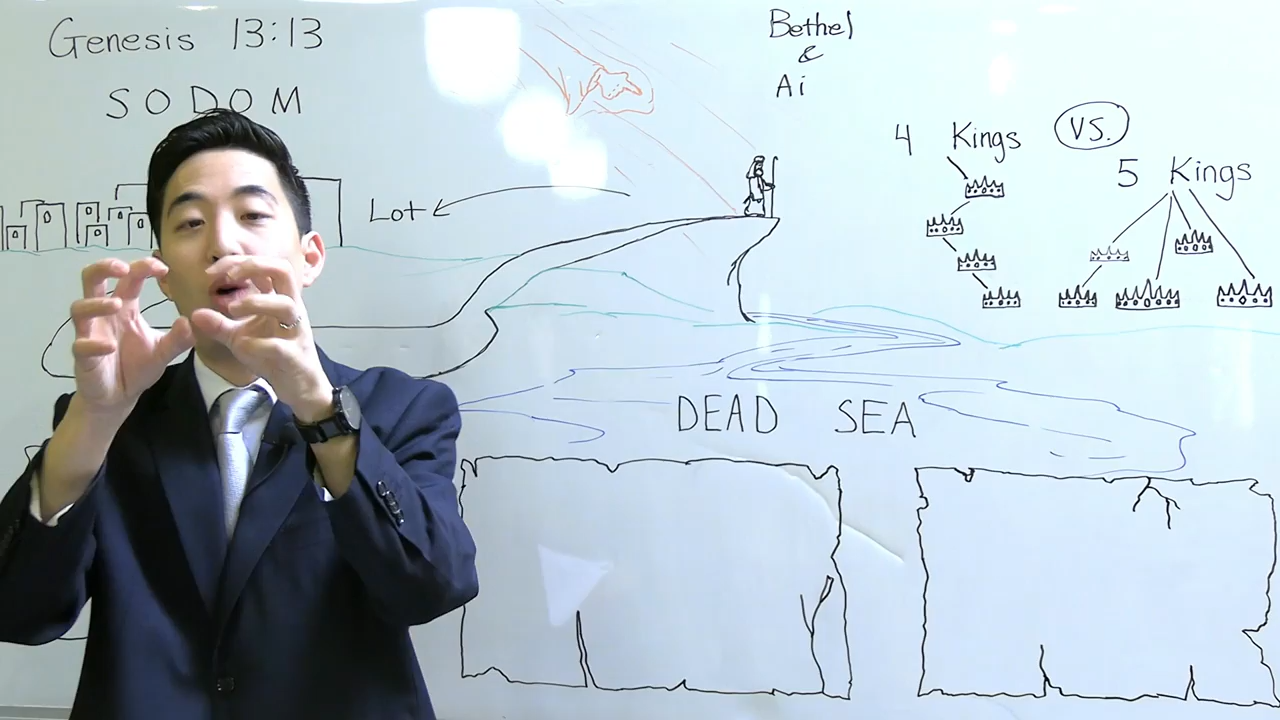 Genesis 13:13
SODOM
Bethel
&
Ai
4 Kings
VS.
5 Kings
Lot
DEAD SEA